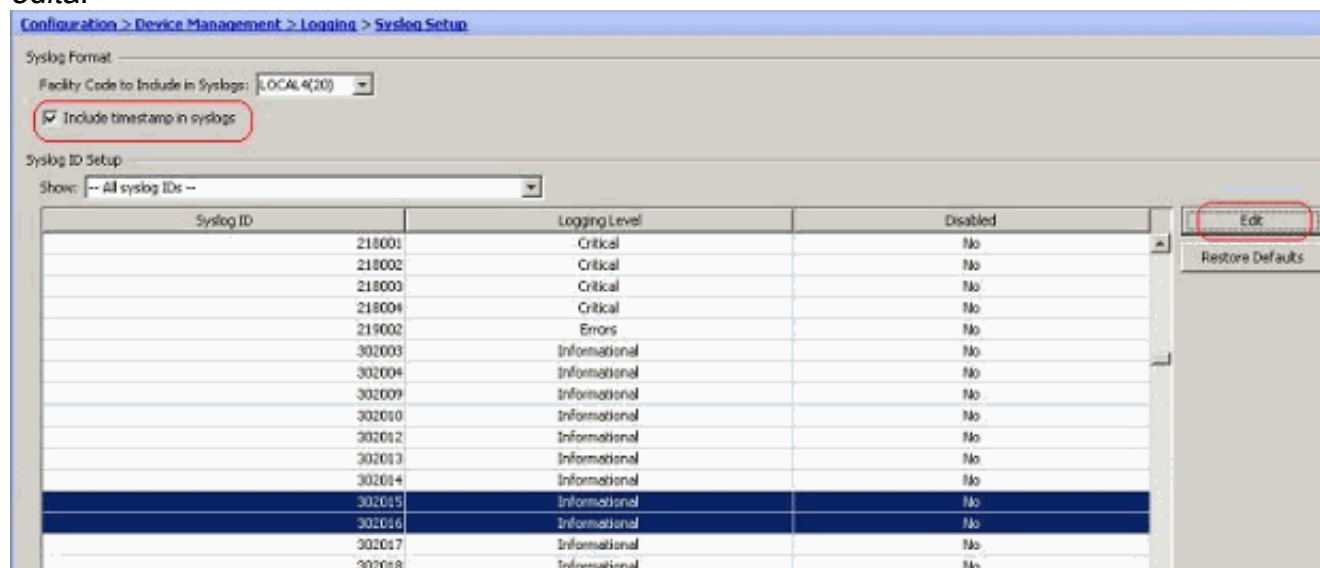 Configuration > Device Management > Logging > Syslog Setup
Syslog Format
Facility Code to Include in Syslogs: LOCAL4(20)
Include timestamp in syslogs
Syslog ID Setup
Show: -- All syslog IDs --
Syslog ID Logging Level Disabled
Edit
Restore Defaults
218001 Critical No
218002 Critical No
218003 Critical No
218004 Critical No
219002 Errors No
302003 Informational No
302004 Informational No
302009 Informational No
302010 Informational No
302012 Informational No
302013 Informational No
302014 Informational No
302015 Informational No
302016 Informational No
302017 Informational No
302018 Informational No